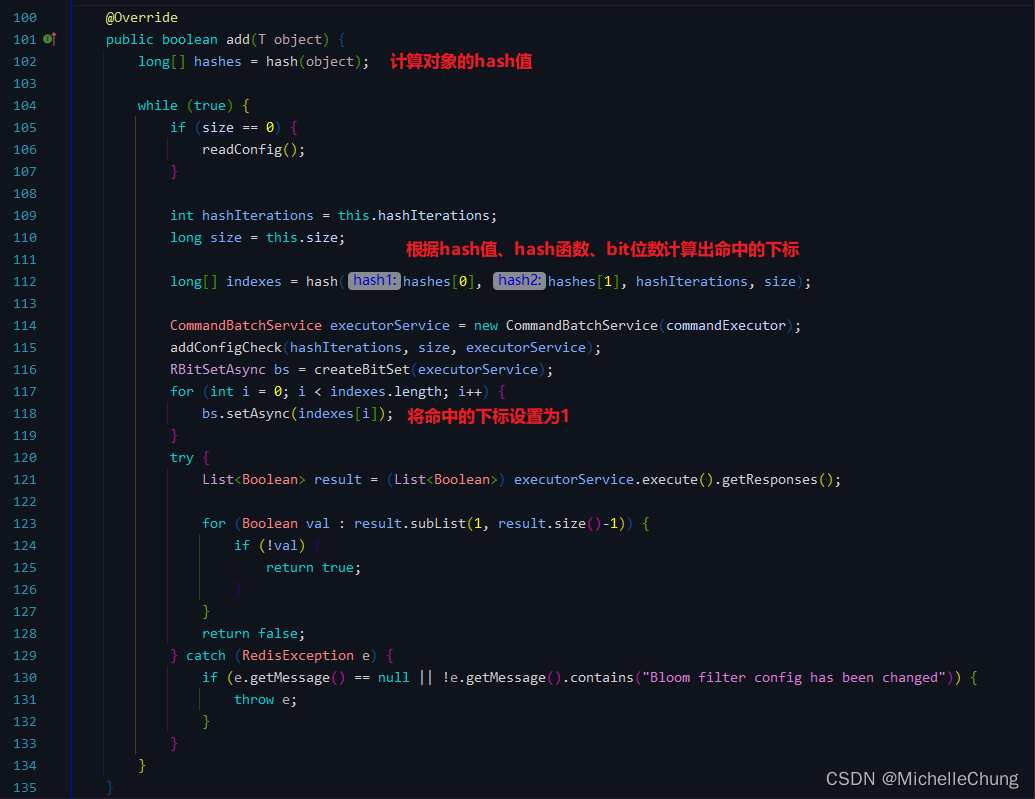 100 @Override
101 public boolean add(T object) {
102 long[] hashes = hash(object); 计算对象的hash值
103
104 while (true) {
105 if (size == 0) {
106 readConfig();
107 }
108
109 int hashIterations = this.hashIterations;
110 long size = this.size;
根据hash值、hash函数、bit位数计算出命中的下标
111
112 long[] indexes = hash( hash1: hashes[0], hash2: hashes[1], hashIterations, size);
113
114 CommandBatchService executorService = new CommandBatchService(commandExecutor);
115 addConfigCheck(hashIterations, size, executorService);
116 RBitSetAsync bs = createBitSet(executorService);
117 for (int i = 0; i < indexes.length; i++) {
118 bs.setAsync(indexes[i]); 将命中的下标设置为1
119 }
120 try {
121 List<Boolean> result = (List<Boolean>) executorService.execute().getResponses();
122
123 for (Boolean val : result.subList(1, result.size()-1)) {
124 if (!val) {
125 return true;
126 }
127 }
128 return false;
129 } catch (RedisException e) {
130 if (e.getMessage() == null || !e.getMessage().contains("Bloom filter config has been changed")) {
131 throw e;
132 }
133 }
134 }
135 }
CSDN @MichelleChung